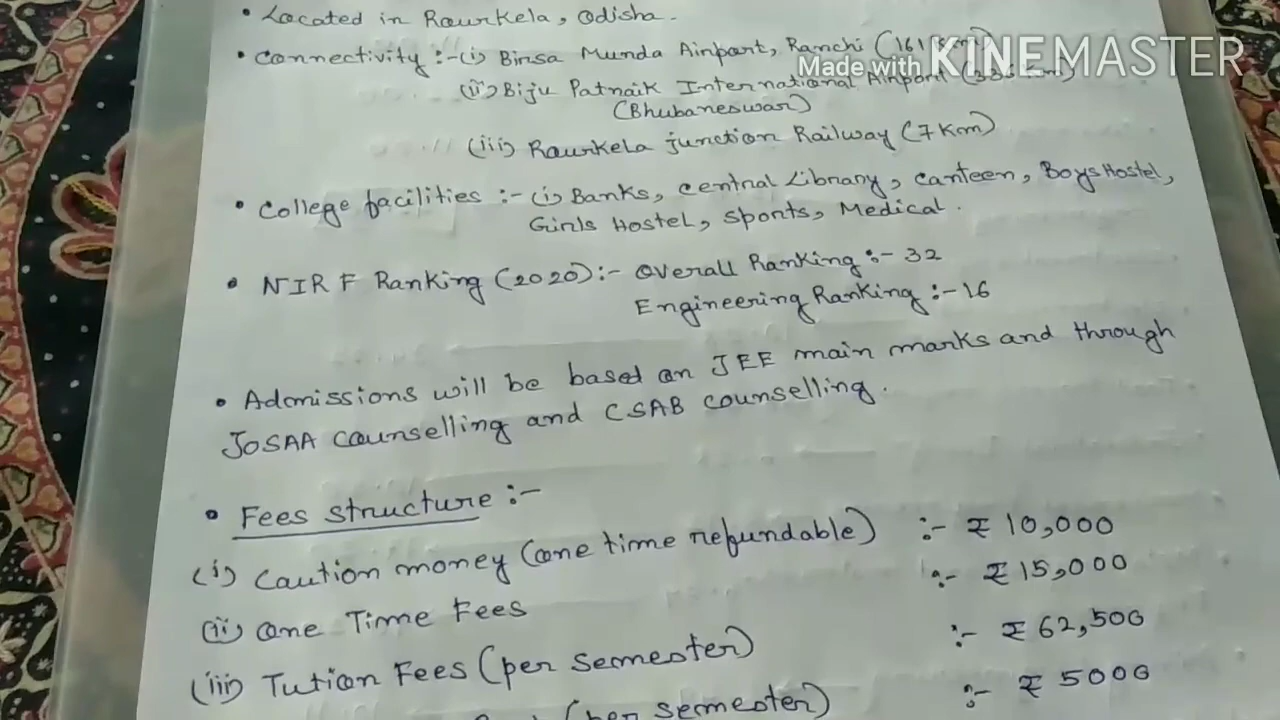 • Located in Rourkela, Odisha.
• Connectivity :- (i) Birsa Munda Airport, Ranchi
Made with KINEMASTER
(ii) Biju Patnaik International Airport
(Bhubaneswar)
(iii) Rourkela junction Railway (7 Km)
• College facilities :- (i) Banks, Central Library, Canteen, Boys Hostel,
Girls Hostel, Sports, Medical.
• NIRF Ranking (2020) :- Overall Ranking :- 32
Engineering Ranking :- 16
• Admissions will be based on JEE main marks and through
JOSAA counselling and CSAB counselling.
• Fees structure :-
(i) Caution money (one time refundable) :- ₹ 10,000
(ii) One Time Fees :- ₹ 15,000
(iii) Tution Fees (per semester) :- ₹ 62,500
(per semester) :- ₹ 5000